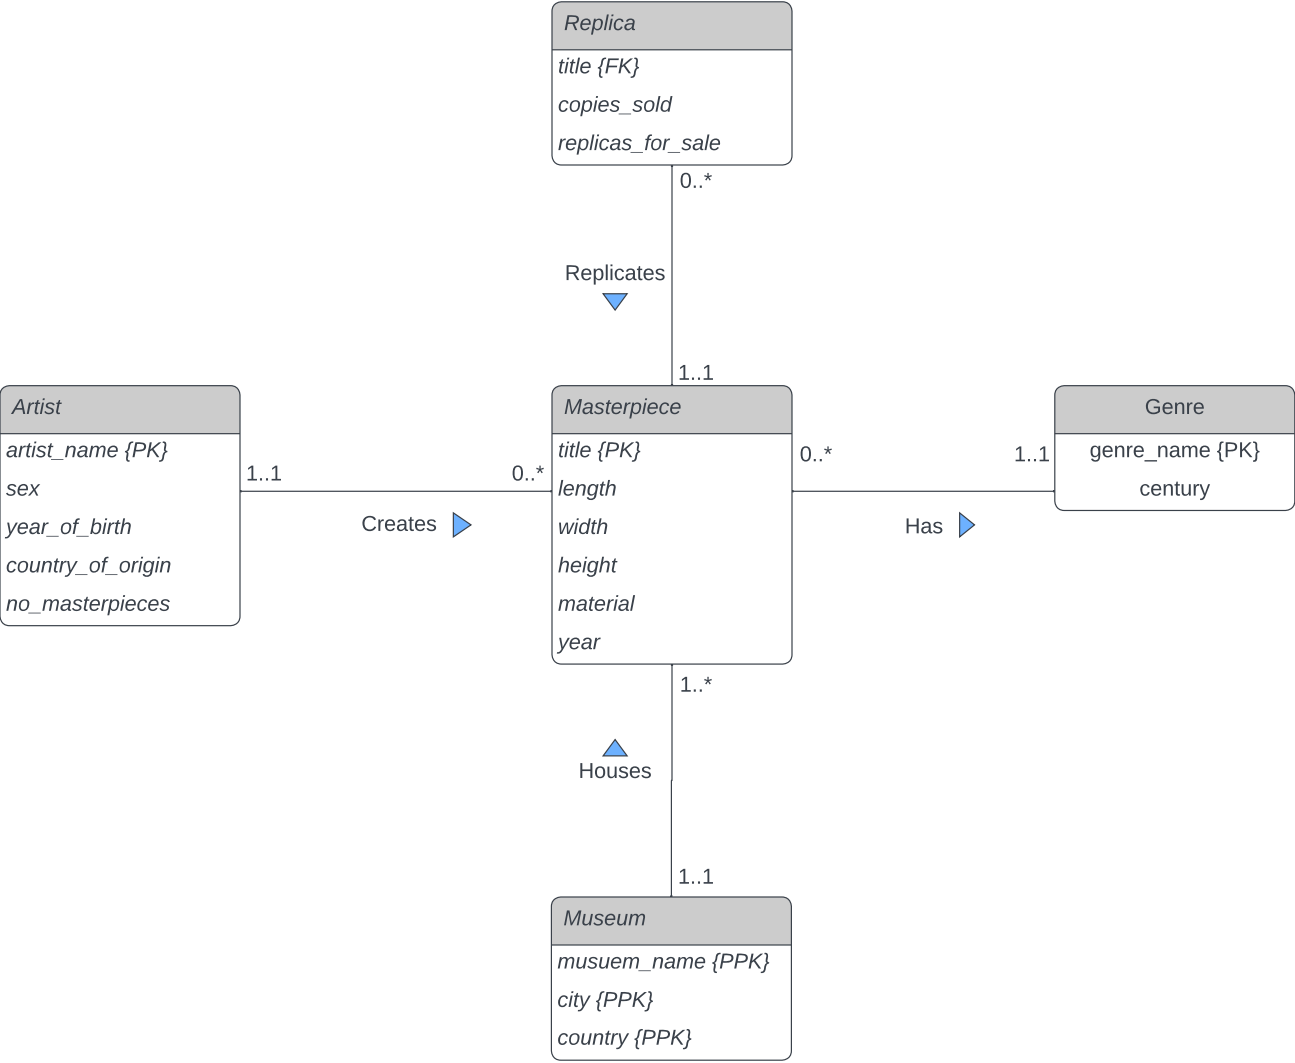 Replica
title {FK}
copies_sold
replicas_for_sale
0..*
Replicates
1..1
Artist
artist_name {PK}
sex
year_of_birth
country_of_origin
no_masterpieces
1..1
0..*
Creates
Masterpiece
title {PK}
length
width
height
material
year
0..*
1..1
Has
Genre
genre_name {PK}
century
1..*
Houses
1..1
Museum
musuem_name {PPK}
city {PPK}
country {PPK}